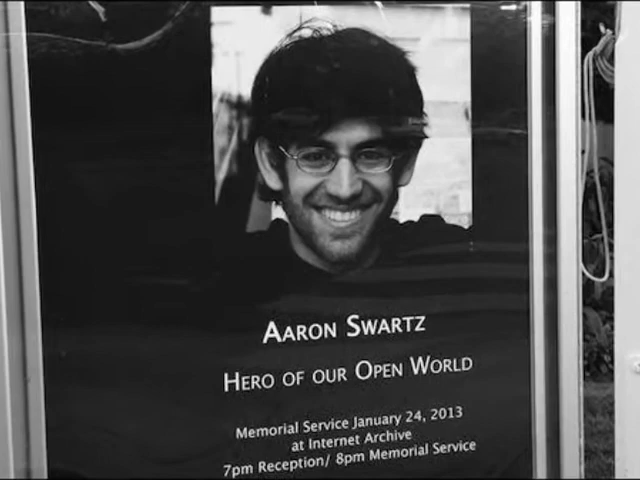 Aaron Swartz
Hero of our Open World
Memorial Service January 24, 2013
at Internet Archive
7pm Reception/ 8pm Memorial Service